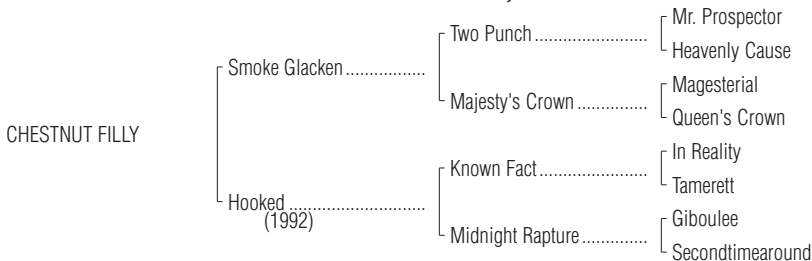 Mr. Prospector
Two Punch.......................
Heavenly Cause
Smoke Glacken.................
Magesterial
Majesty's Crown ..............
Queen's Crown
CHESTNUT FILLY
In Reality
Known Fact......................
Tamerett
Hooked ............................
(1992)
Giboulee
Midnight Rapture.............
Secondtimearound